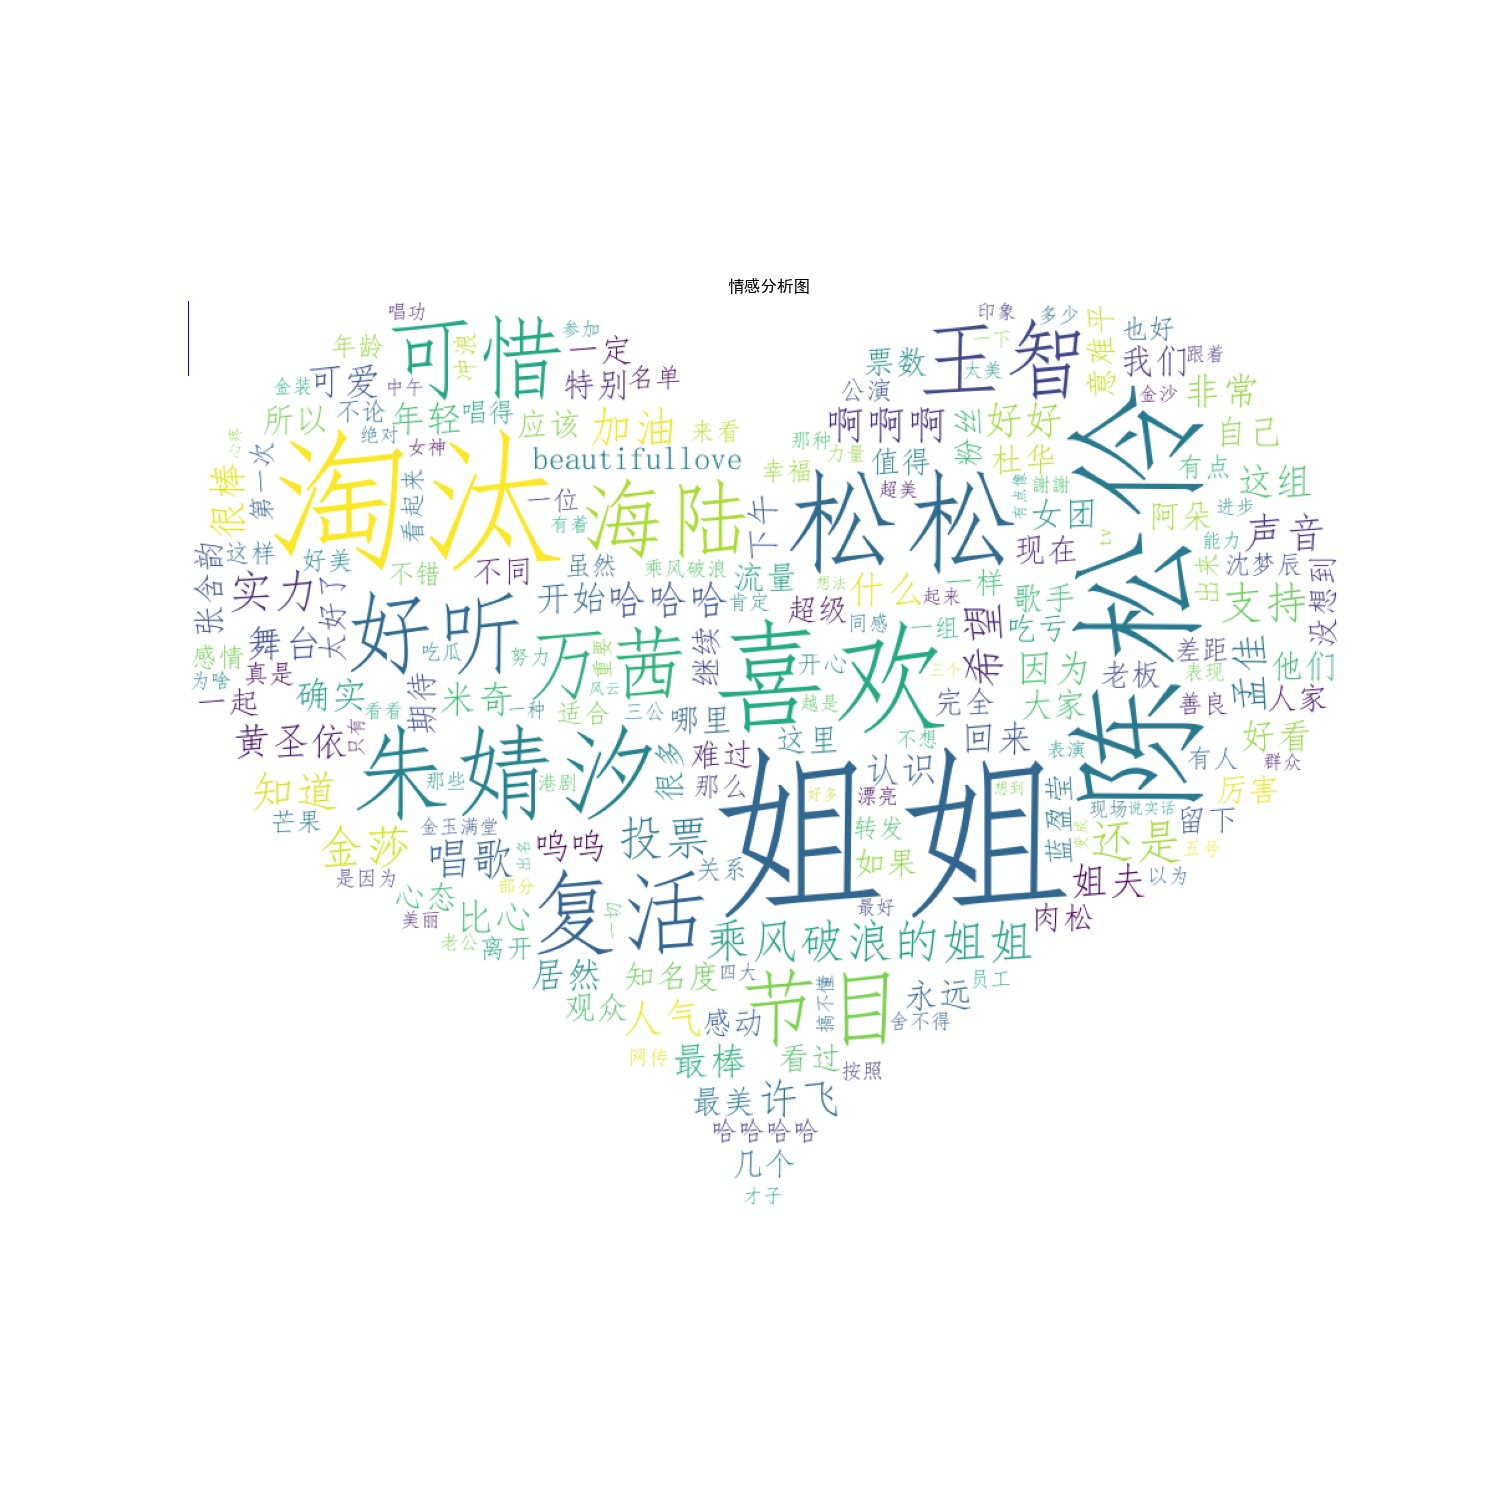 情感分析图
唱功
印象
多少
意难平
也好
可惜
冲浪
参加
年龄
一定
王智
一下
票数
太美
我们
跟着
金装
可爱
中午
特别
名单
公演
金沙
非常
所以
不论
年轻
唱得
应该
加油
来看
啊啊啊
粉丝
好好
陈松伶
自己
绝对
女神
心疼
那种
力量
淘汰
beautifullove
幸福
值得
杜华
有点
这组
很棒
第一次
看起来
一位
海陆
下午
松松
超美
有点像
謝謝
女团
阿朵
进步
有着
声音
tv
能力
张含韵
这样
好美
不错
不同
虽然
乘风破浪
流量
现在
出来
沈梦辰
没想到
实力
太好了
开始
哈哈哈
肯定
想法
超级
什么
起来
一样
歌手
支持
舞台
好听
万茜
继续
喜欢
同感
一组
希望
吃亏
感情
吃瓜
努力
重要
开心
三个
因为
差距
孟佳
他们
为啥
真是
风云
老板
表现
一起
确实
看看
期待
米奇
一种
适合
三公
哪里
越是
完全
大家
善良
人家
黄圣依
只有
朱婧汐
很多
难过
这里
不想
回来
表演
好看
有人
群众
知道
那些
港剧
那么
姐姐
认识
好多
漂亮
想到
蓝盈莹
厉害
芒果
金玉满堂
现场
说实话
留下
金莎
唱歌
出名
呜呜
投票
转发
变成
还是
五号
是因为
部分
关系
如果
姐夫
以为
心态
复活
美丽
比心
一切
最好
肉松
老公
离开
乘风破浪的姐姐
居然
知名度
四大
节目
搞不懂
员工
观众
人气
感动
永远
舍不得
网传
最棒
看过
按照
最美
许飞
哈哈哈哈
几个
才子